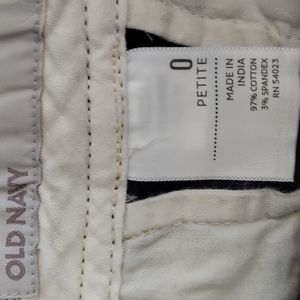 0
PETITE
MADE IN
INDIA
97% COTTON
3% SPANDEX
RN 54023
OLD NAVY